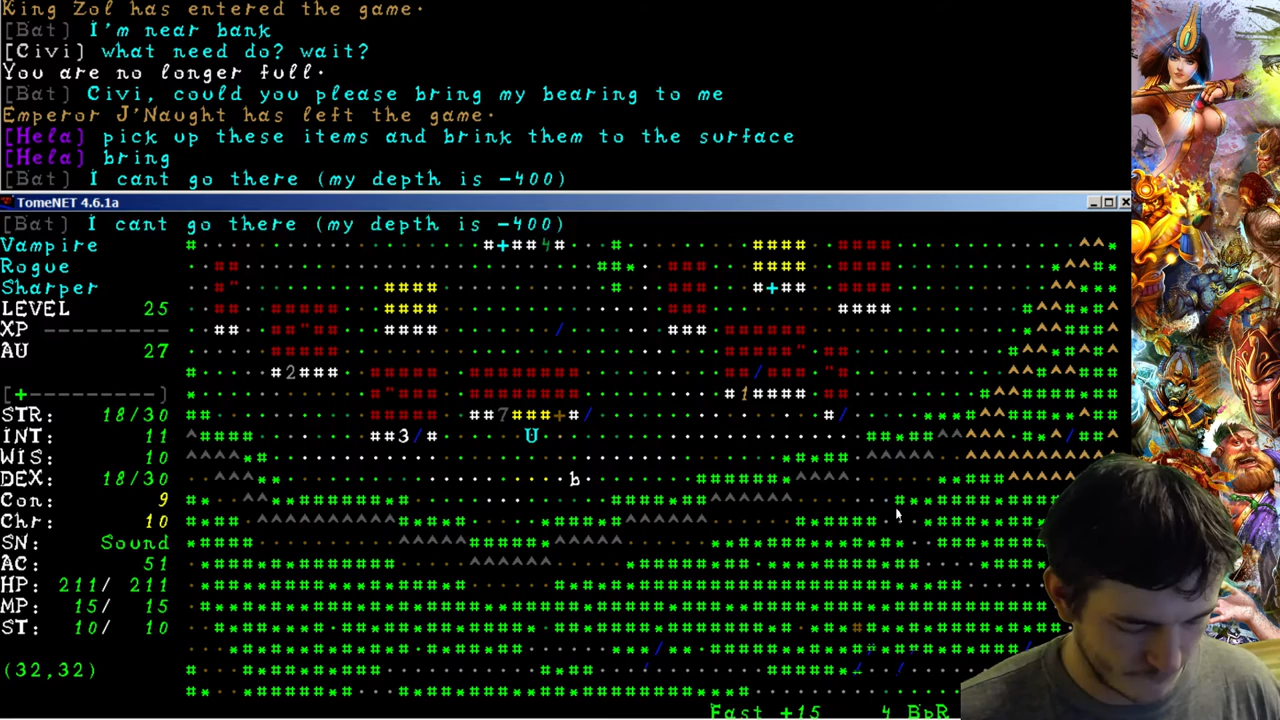 King Zol has entered the game.
[Bat] I'm near bank
[Civi] what need do? wait?
You are no longer full.
[Bat] Civi, could you please bring my bearing to me
Emperor J'Naught has left the game.
[Hela] pick up these items and brink them to the surface
[Hela] bring
[Bat] I cant go there (my depth is -400)
TomeNET 4.6.1a
[Bat] I cant go there (my depth is -400)
Vampire
Rogue
Sharper
LEVEL 25
XP ---------
AU 27
[+---------]
STR: 18/30
INT: 11
WIS: 10
DEX: 18/30
Con: 9
Chr: 10
SN: Sound
AC: 51
HP: 211/ 211
MP: 15/ 15
ST: 10/ 10
(32,32)
Fast +15 4 BpR